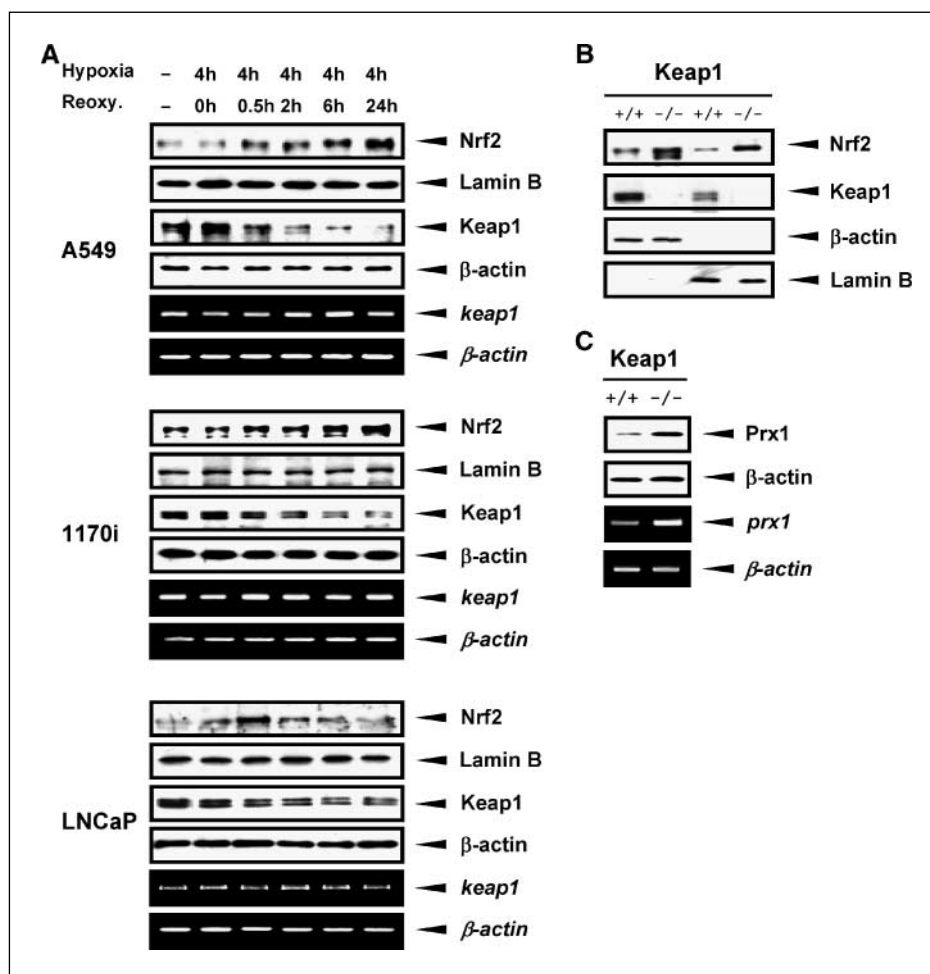 A
Hypoxia – 4h 4h 4h 4h 4h
Reoxy. – 0h 0.5h 2h 6h 24h
A549
Nrf2
Lamin B
Keap1
β-actin
keap1
β-actin
1170i
Nrf2
Lamin B
Keap1
β-actin
keap1
β-actin
LNCaP
Nrf2
Lamin B
Keap1
β-actin
keap1
β-actin
B
Keap1
+/+ -/- +/+ -/-
Nrf2
Keap1
β-actin
Lamin B
C
Keap1
+/+ -/-
Prx1
β-actin
prx1
β-actin